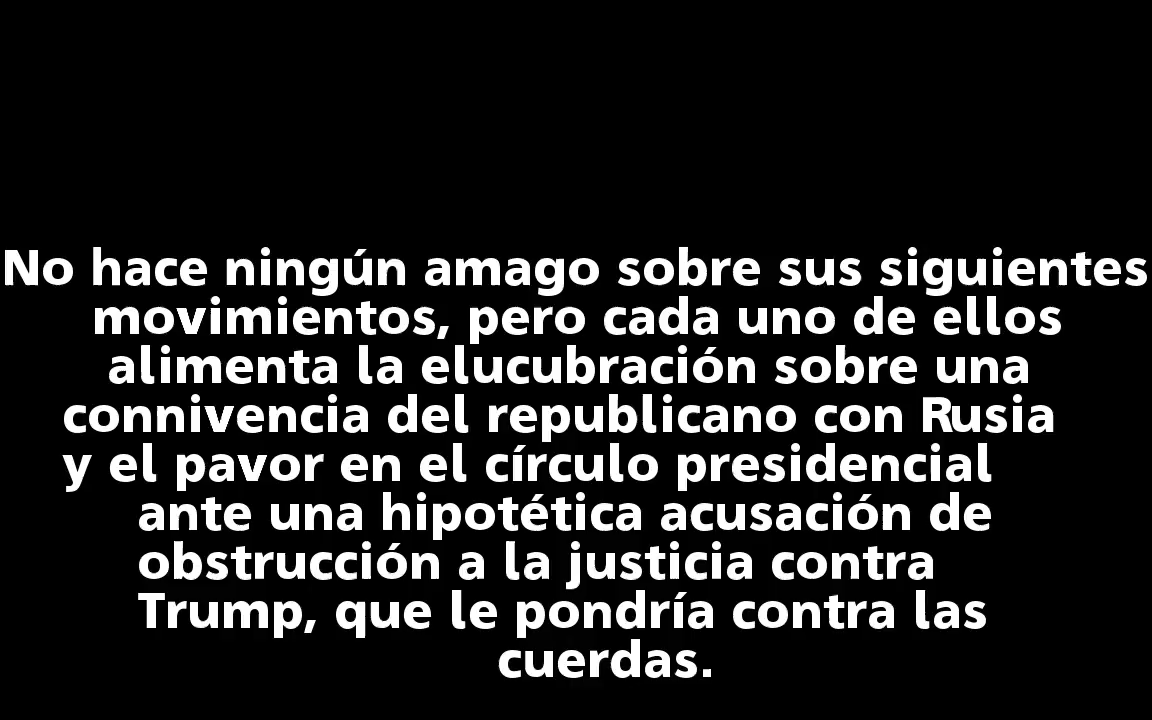 No hace ningún amago sobre sus siguientes
movimientos, pero cada uno de ellos
alimenta la elucubración sobre una
connivencia del republicano con Rusia
y el pavor en el círculo presidencial
ante una hipotética acusación de
obstrucción a la justicia contra
Trump, que le pondría contra las
cuerdas.